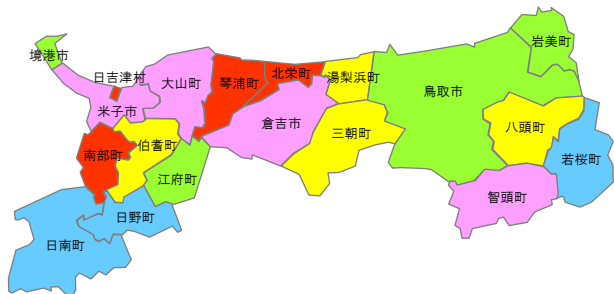 境港市
日吉津村
米子市
大山町
琴浦町
北栄町
湯梨浜町
鳥取市
岩美町
南部町
伯耆町
倉吉市
三朝町
八頭町
若桜町
江府町
智頭町
日野町
日南町